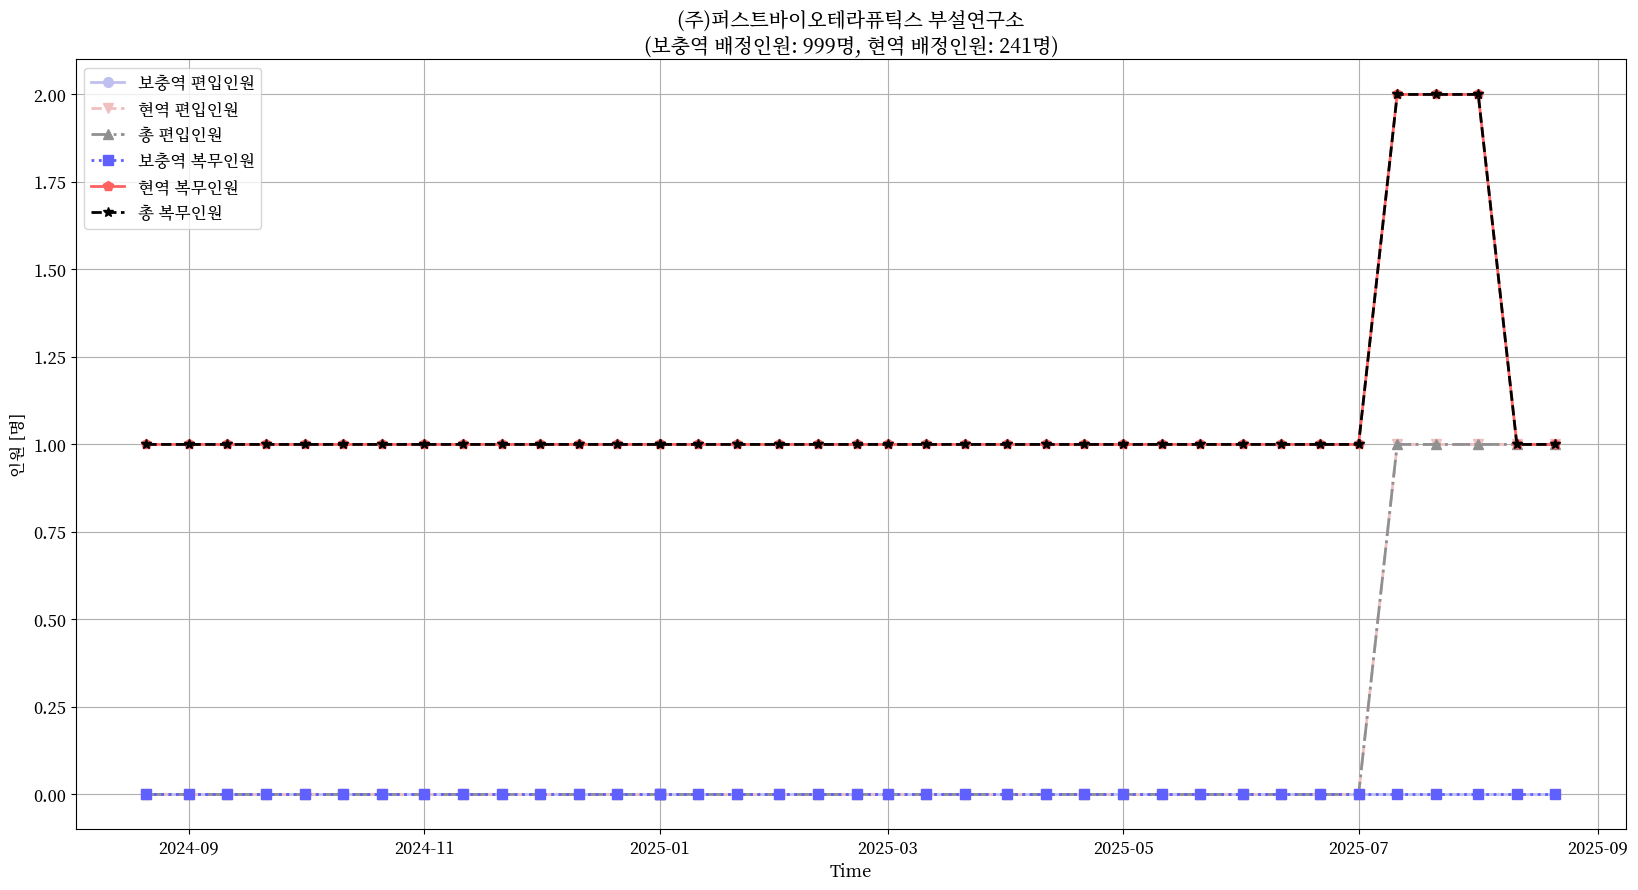 (주)퍼스트바이오테라퓨틱스 부설연구소
(보충역 배정인원: 999명, 현역 배정인원: 241명)
보충역 편입인원
현역 편입인원
총 편입인원
보충역 복무인원
현역 복무인원
총 복무인원
2.00
1.75
1.50
1.25
1.00
0.75
0.50
0.25
0.00
인원 [명]
2024-09 2024-11 2025-01 2025-03 2025-05 2025-07 2025-09
Time